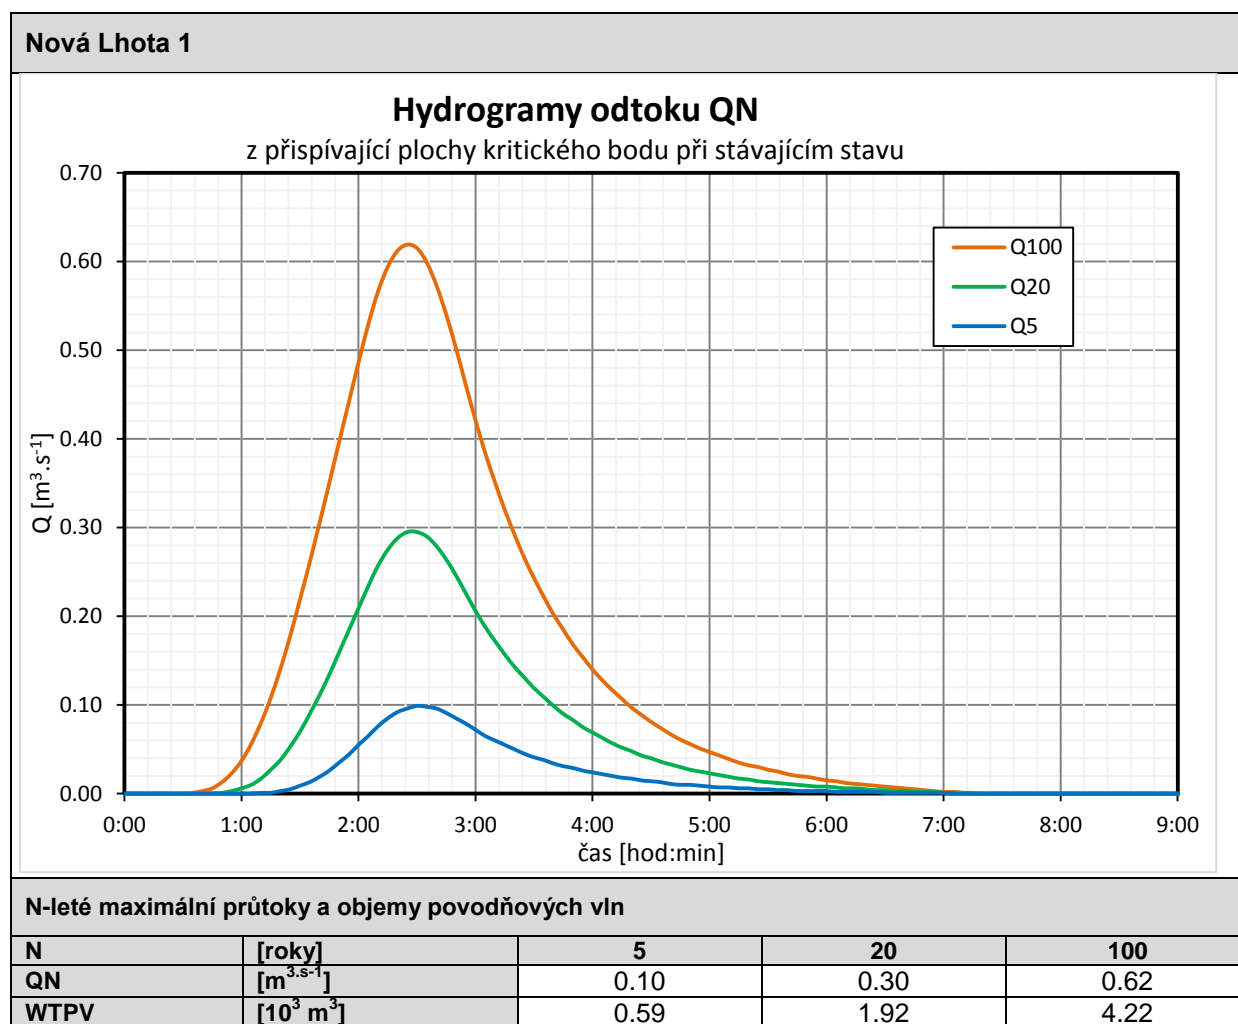 Nová Lhota 1
Hydrogramy odtoku QN
z přispívající plochy kritického bodu při stávajícím stavu
0.70
0.60
0.50
0.40
0.30
0.20
0.10
0.00
Q [m³.s⁻¹]
Q100
Q20
Q5
0:00 1:00 2:00 3:00 4:00 5:00 6:00 7:00 8:00 9:00
čas [hod:min]
N-leté maximální průtoky a objemy povodňových vln
N [roky] 5 20 100
QN [m³·ˢ⁻¹] 0.10 0.30 0.62
WTPV [10³ m³] 0.59 1.92 4.22